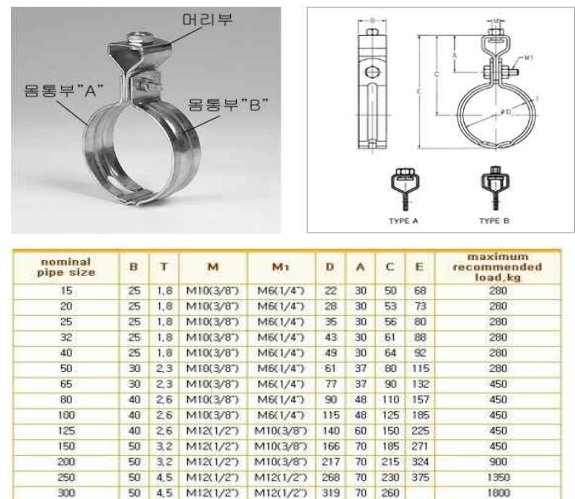 머리부
몸통부"A"
몸통부"B"
B
M
A
C
E
M1
T
øD
TYPE A
TYPE B
nominal pipe size B T M M1 D A C E maximum recommended load,kg
15 25 1,8 M10(3/8") M6(1/4") 22 30 50 68 280
20 25 1,8 M10(3/8") M6(1/4") 28 30 53 73 280
25 25 1,8 M10(3/8") M6(1/4") 35 30 56 80 280
32 25 1,8 M10(3/8") M6(1/4") 43 30 61 88 280
40 25 1,8 M10(3/8") M6(1/4") 49 30 64 92 280
50 30 2,3 M10(3/8") M6(1/4") 61 37 80 115 280
65 30 2,3 M10(3/8") M6(1/4") 77 37 90 132 450
80 40 2,6 M10(3/8") M6(1/4") 90 48 110 157 450
100 40 2,6 M10(3/8") M6(1/4") 115 48 125 185 450
125 40 2,6 M12(1/2") M10(3/8") 140 60 150 225 450
150 50 3,2 M12(1/2") M10(3/8") 166 70 185 271 450
200 50 3,2 M12(1/2") M10(3/8") 217 70 215 324 900
250 50 4,5 M12(1/2") M12(1/2") 268 70 230 375 1350
300 50 4,5 M12(1/2") M12(1/2") 319 70 260 1800